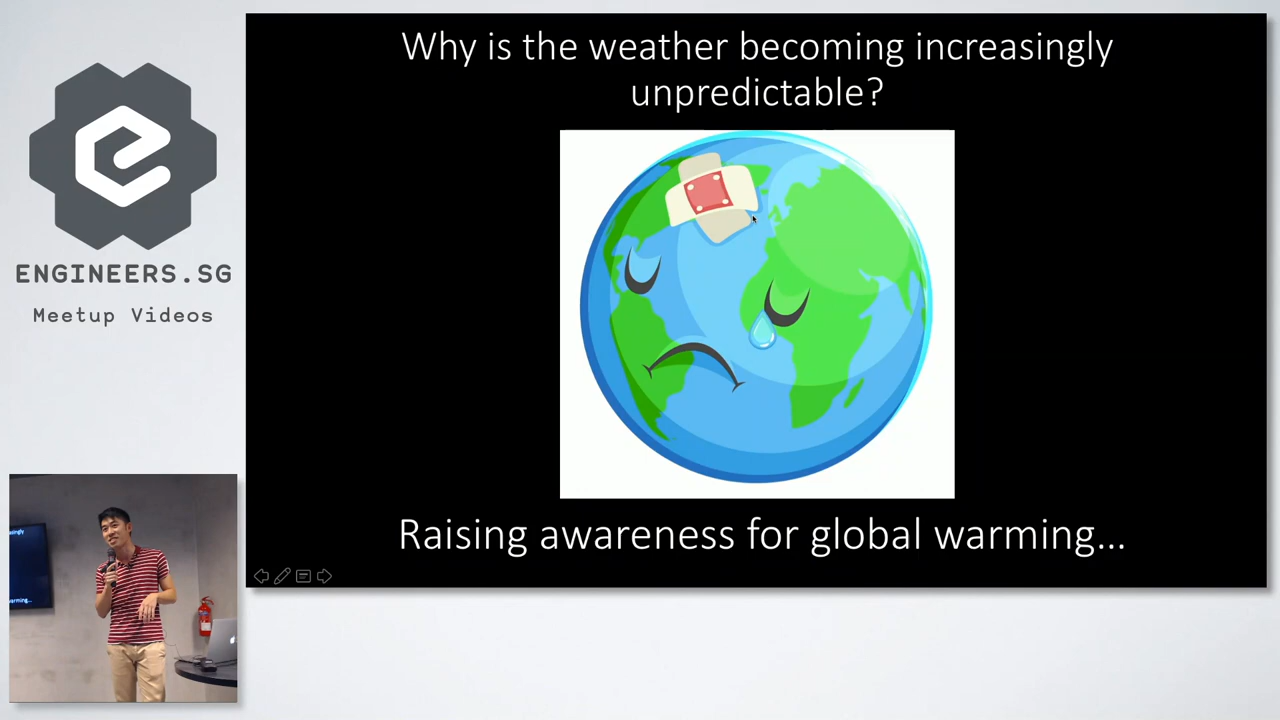 Why is the weather becoming increasingly
unpredictable?
ENGINEERS.SG
Meetup Videos
Raising awareness for global warming...